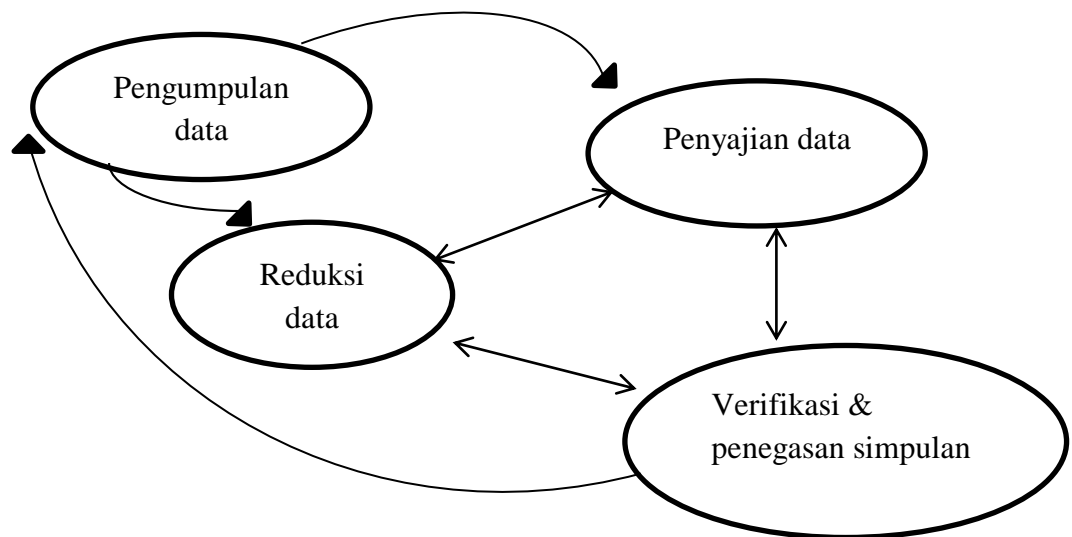 Pengumpulan
data
Penyajian data
Reduksi
data
Verifikasi &
penegasan simpulan